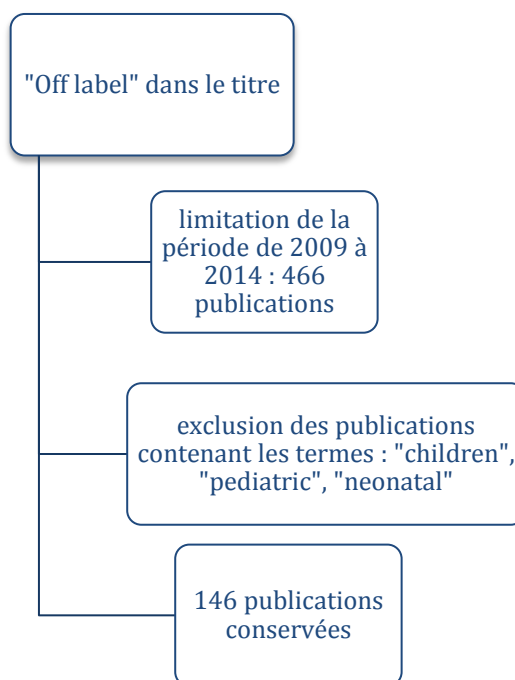 "Off label" dans le titre
limitation de la
période de 2009 à
2014 : 466
publications
exclusion des publications
contenant les termes : "children",
"pediatric", "neonatal"
146 publications
conservées